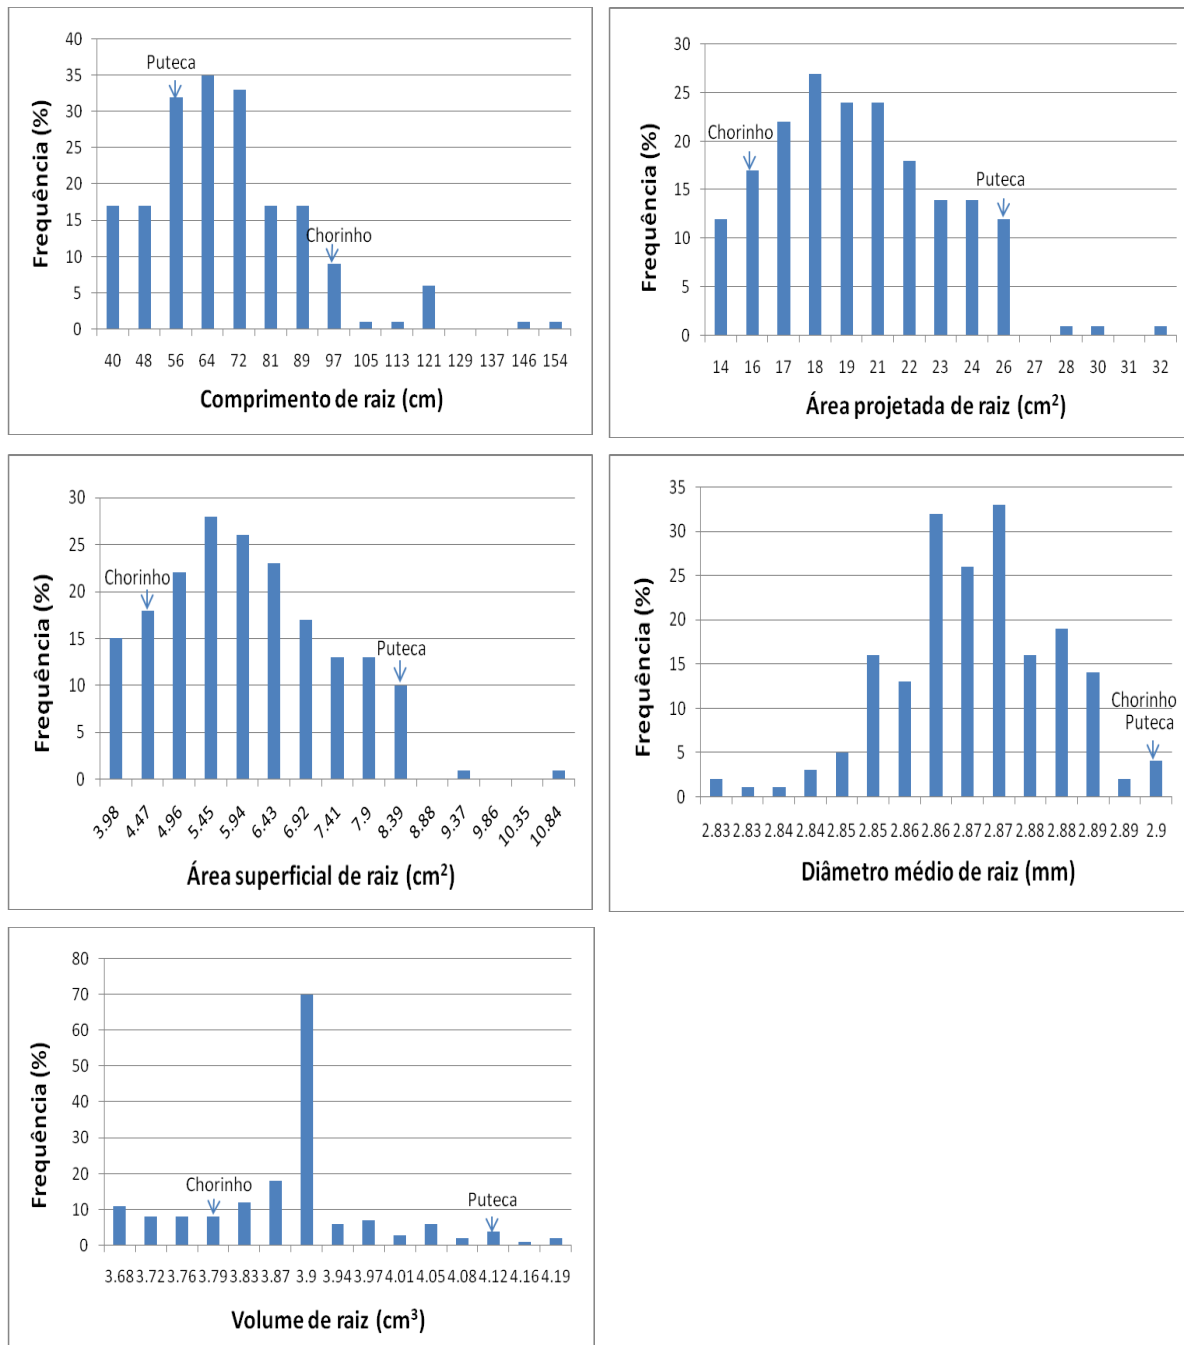 40
35
30
25
20
15
10
5
0
Frequência (%)
Puteca
Chorinho
40 48 56 64 72 81 89 97 105 113 121 129 137 146 154
Comprimento de raiz (cm)
30
25
20
15
10
5
0
Frequência (%)
Chorinho
Puteca
14 16 17 18 19 21 22 23 24 26 27 28 30 31 32
Área projetada de raiz (cm²)
30
25
20
15
10
5
0
Frequência (%)
Chorinho
Puteca
3.98 4.47 4.96 5.45 5.94 6.43 6.92 7.41 7.9 8.39 8.88 9.37 9.86 10.35 10.84
Área superficial de raiz (cm²)
35
30
25
20
15
10
5
0
Frequência (%)
Chorinho
Puteca
2.83 2.83 2.84 2.84 2.85 2.85 2.86 2.86 2.87 2.87 2.88 2.88 2.89 2.89 2.9
Diâmetro médio de raiz (mm)
80
70
60
50
40
30
20
10
0
Frequência (%)
Chorinho
Puteca
3.68 3.72 3.76 3.79 3.83 3.87 3.9 3.94 3.97 4.01 4.05 4.08 4.12 4.16 4.19
Volume de raiz (cm³)